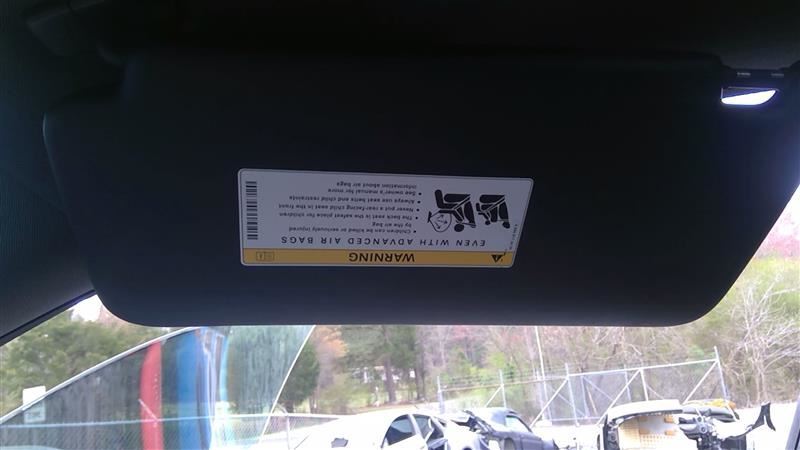 WARNING
EVEN WITH ADVANCED AIR BAGS
• Children can be killed or seriously injured
by the air bag
• The back seat is the safest place for children
• Never put a rear-facing child seat in the front
• Always use seat belts and child restraints
• See owner's manual for more
information about air bags